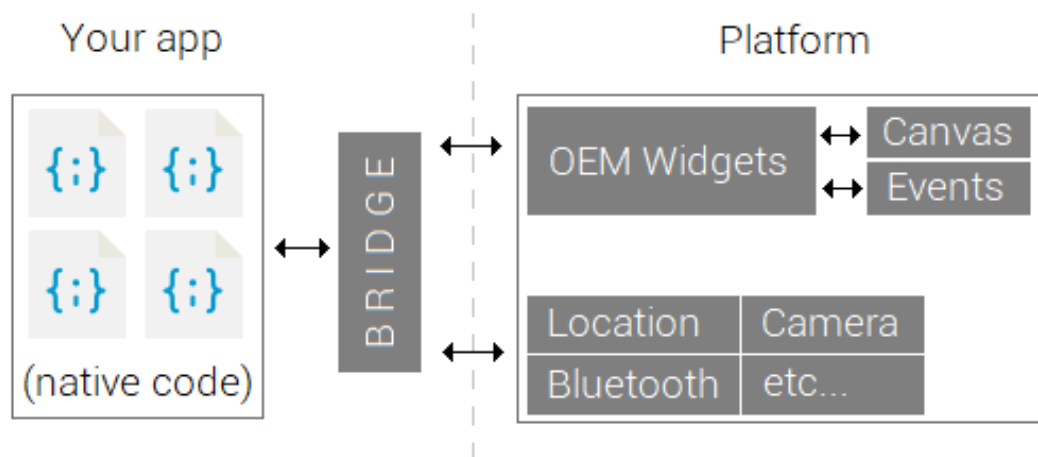 Your app
Platform
{;} {;}
{;} {;}
(native code)
BRIDGE
OEM Widgets
Canvas
Events
Location
Camera
Bluetooth
etc...